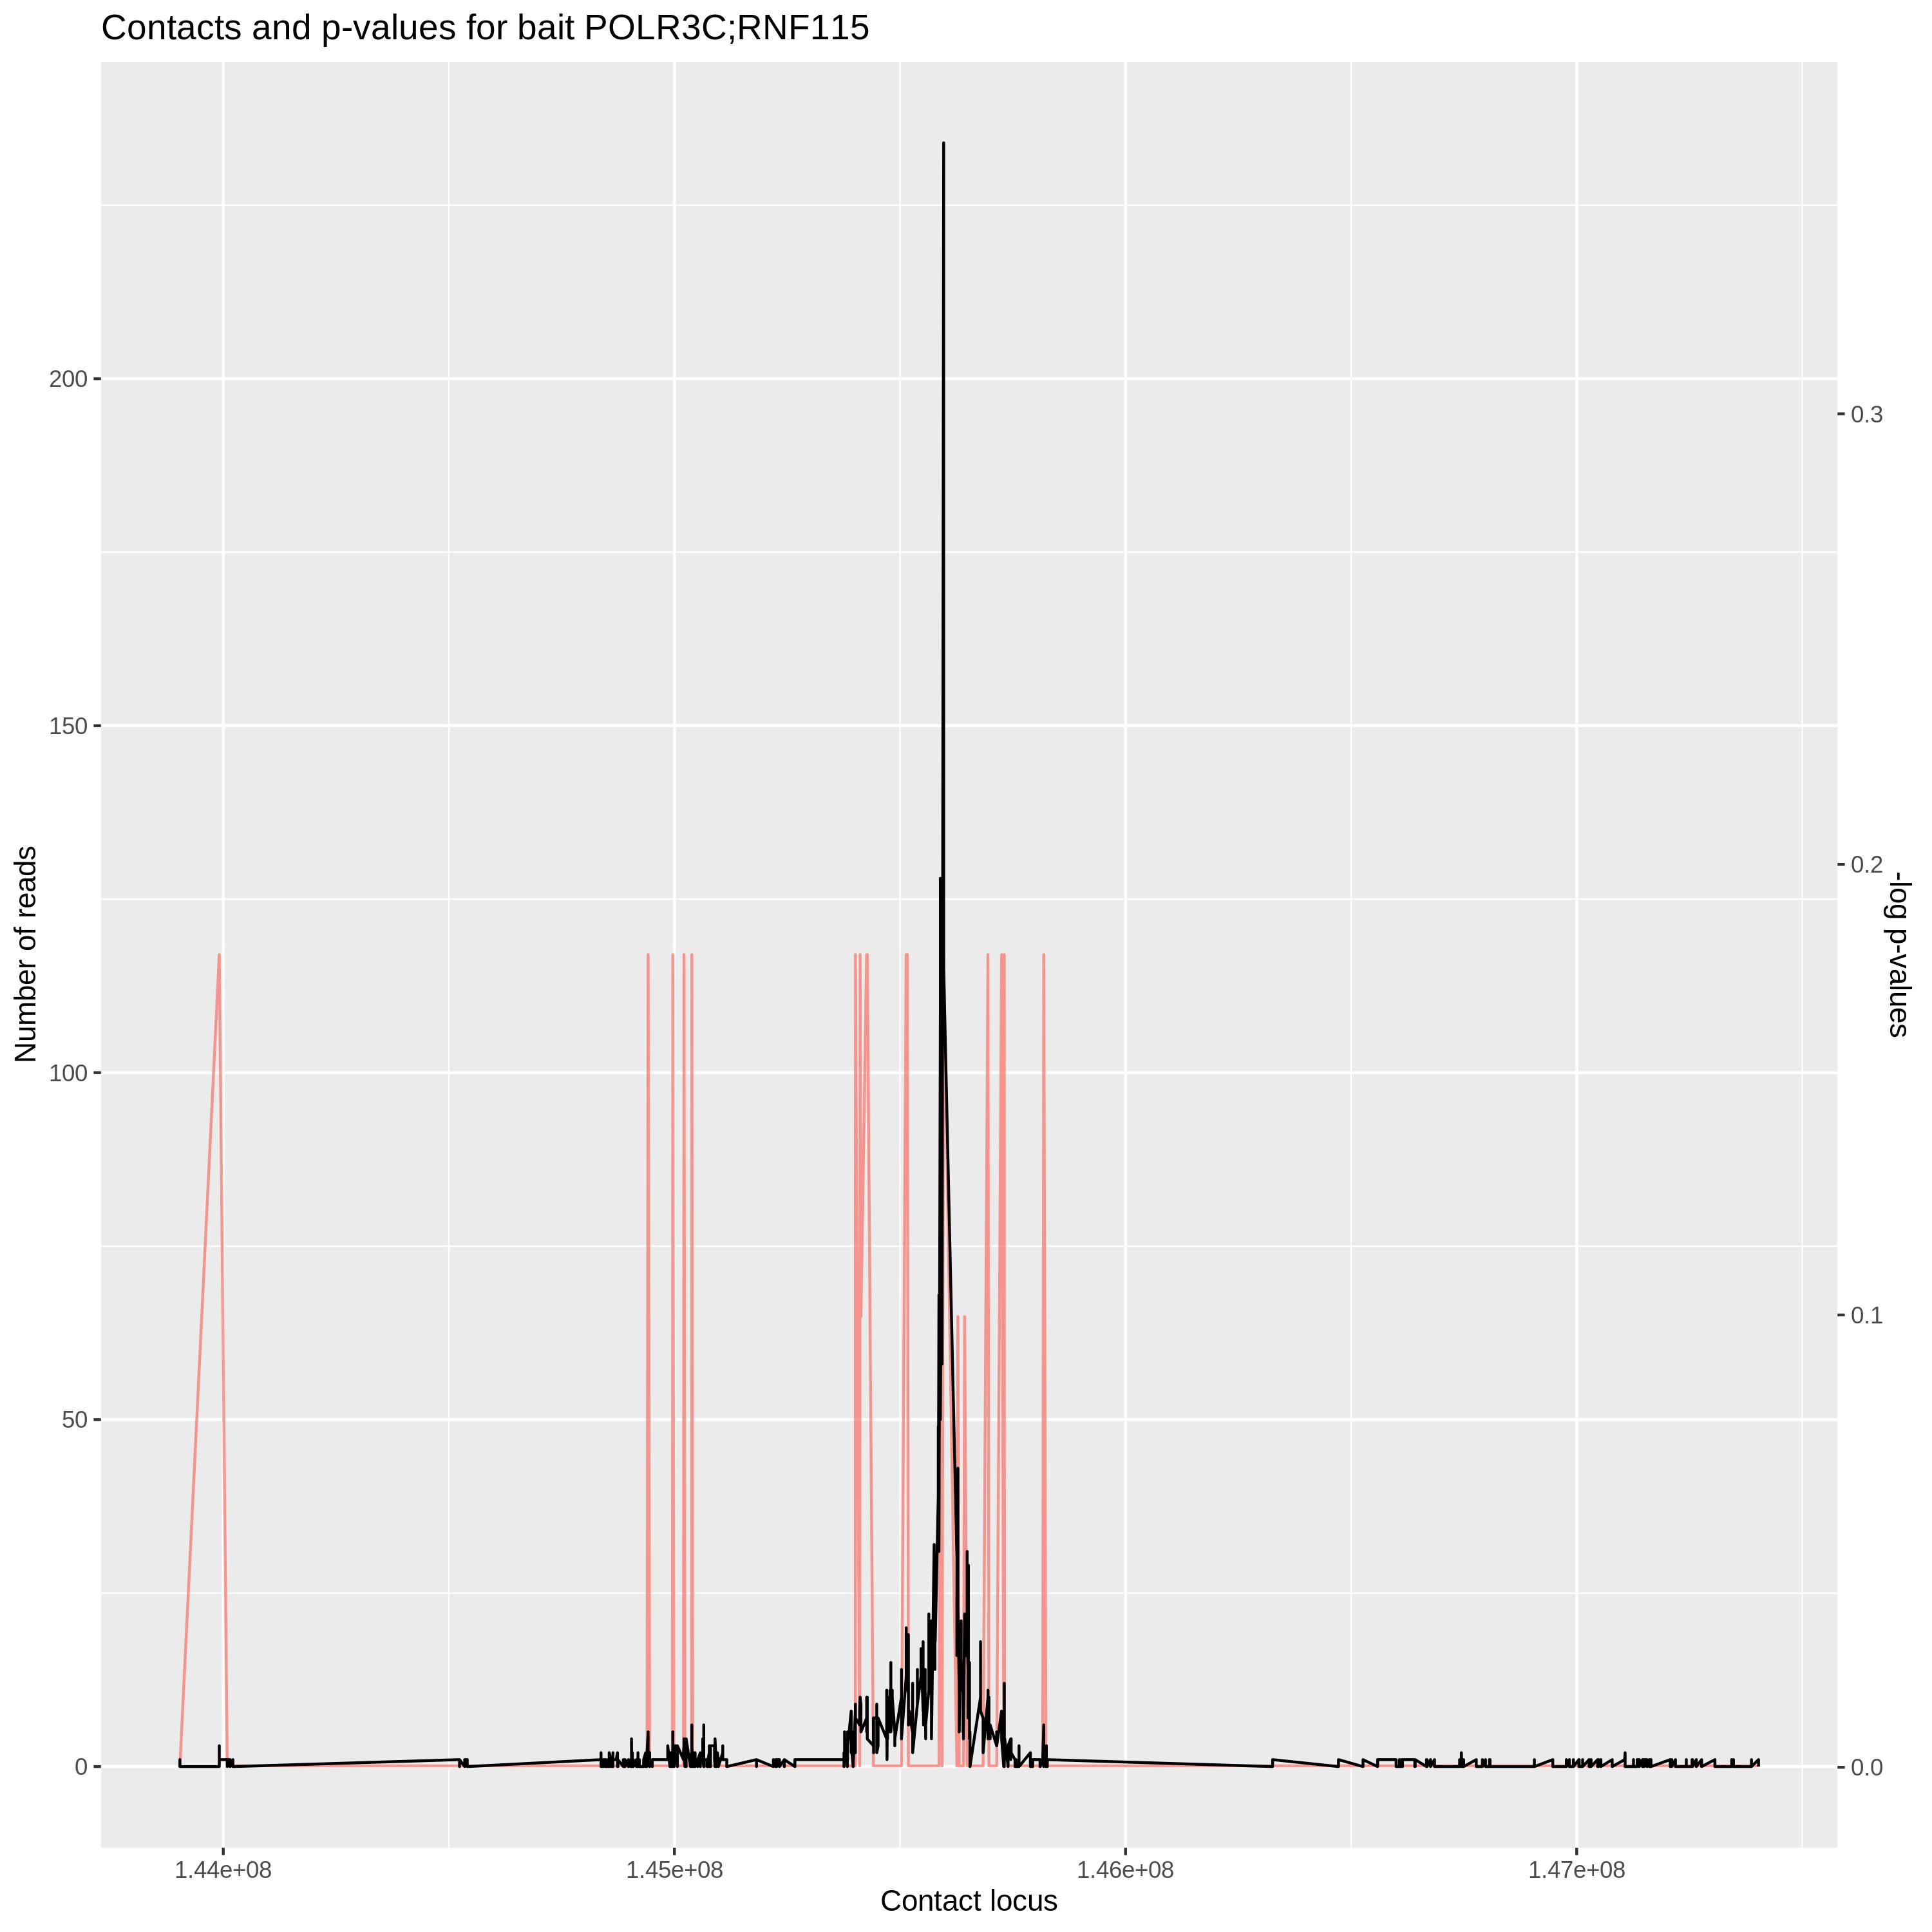 Contacts and p-values for bait POLR3C;RNF115
Number of reads
200
150
100
50
0
0.3
0.2
0.1
0.0
-log p-values
1.44e+08
1.45e+08
1.46e+08
1.47e+08
Contact locus